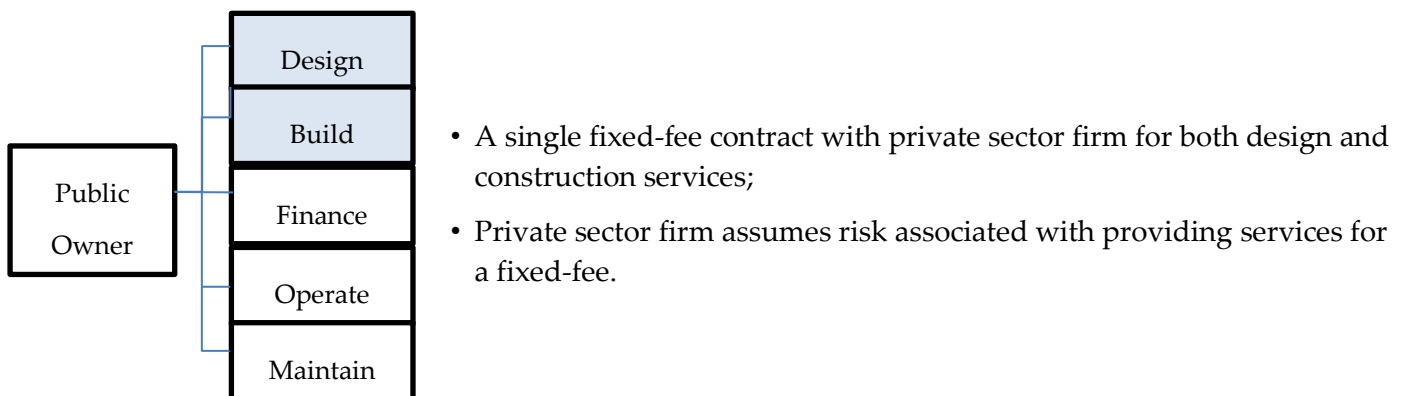 Public
Owner
Design
Build
Finance
Operate
Maintain
• A single fixed-fee contract with private sector firm for both design and
construction services;
• Private sector firm assumes risk associated with providing services for
a fixed-fee.